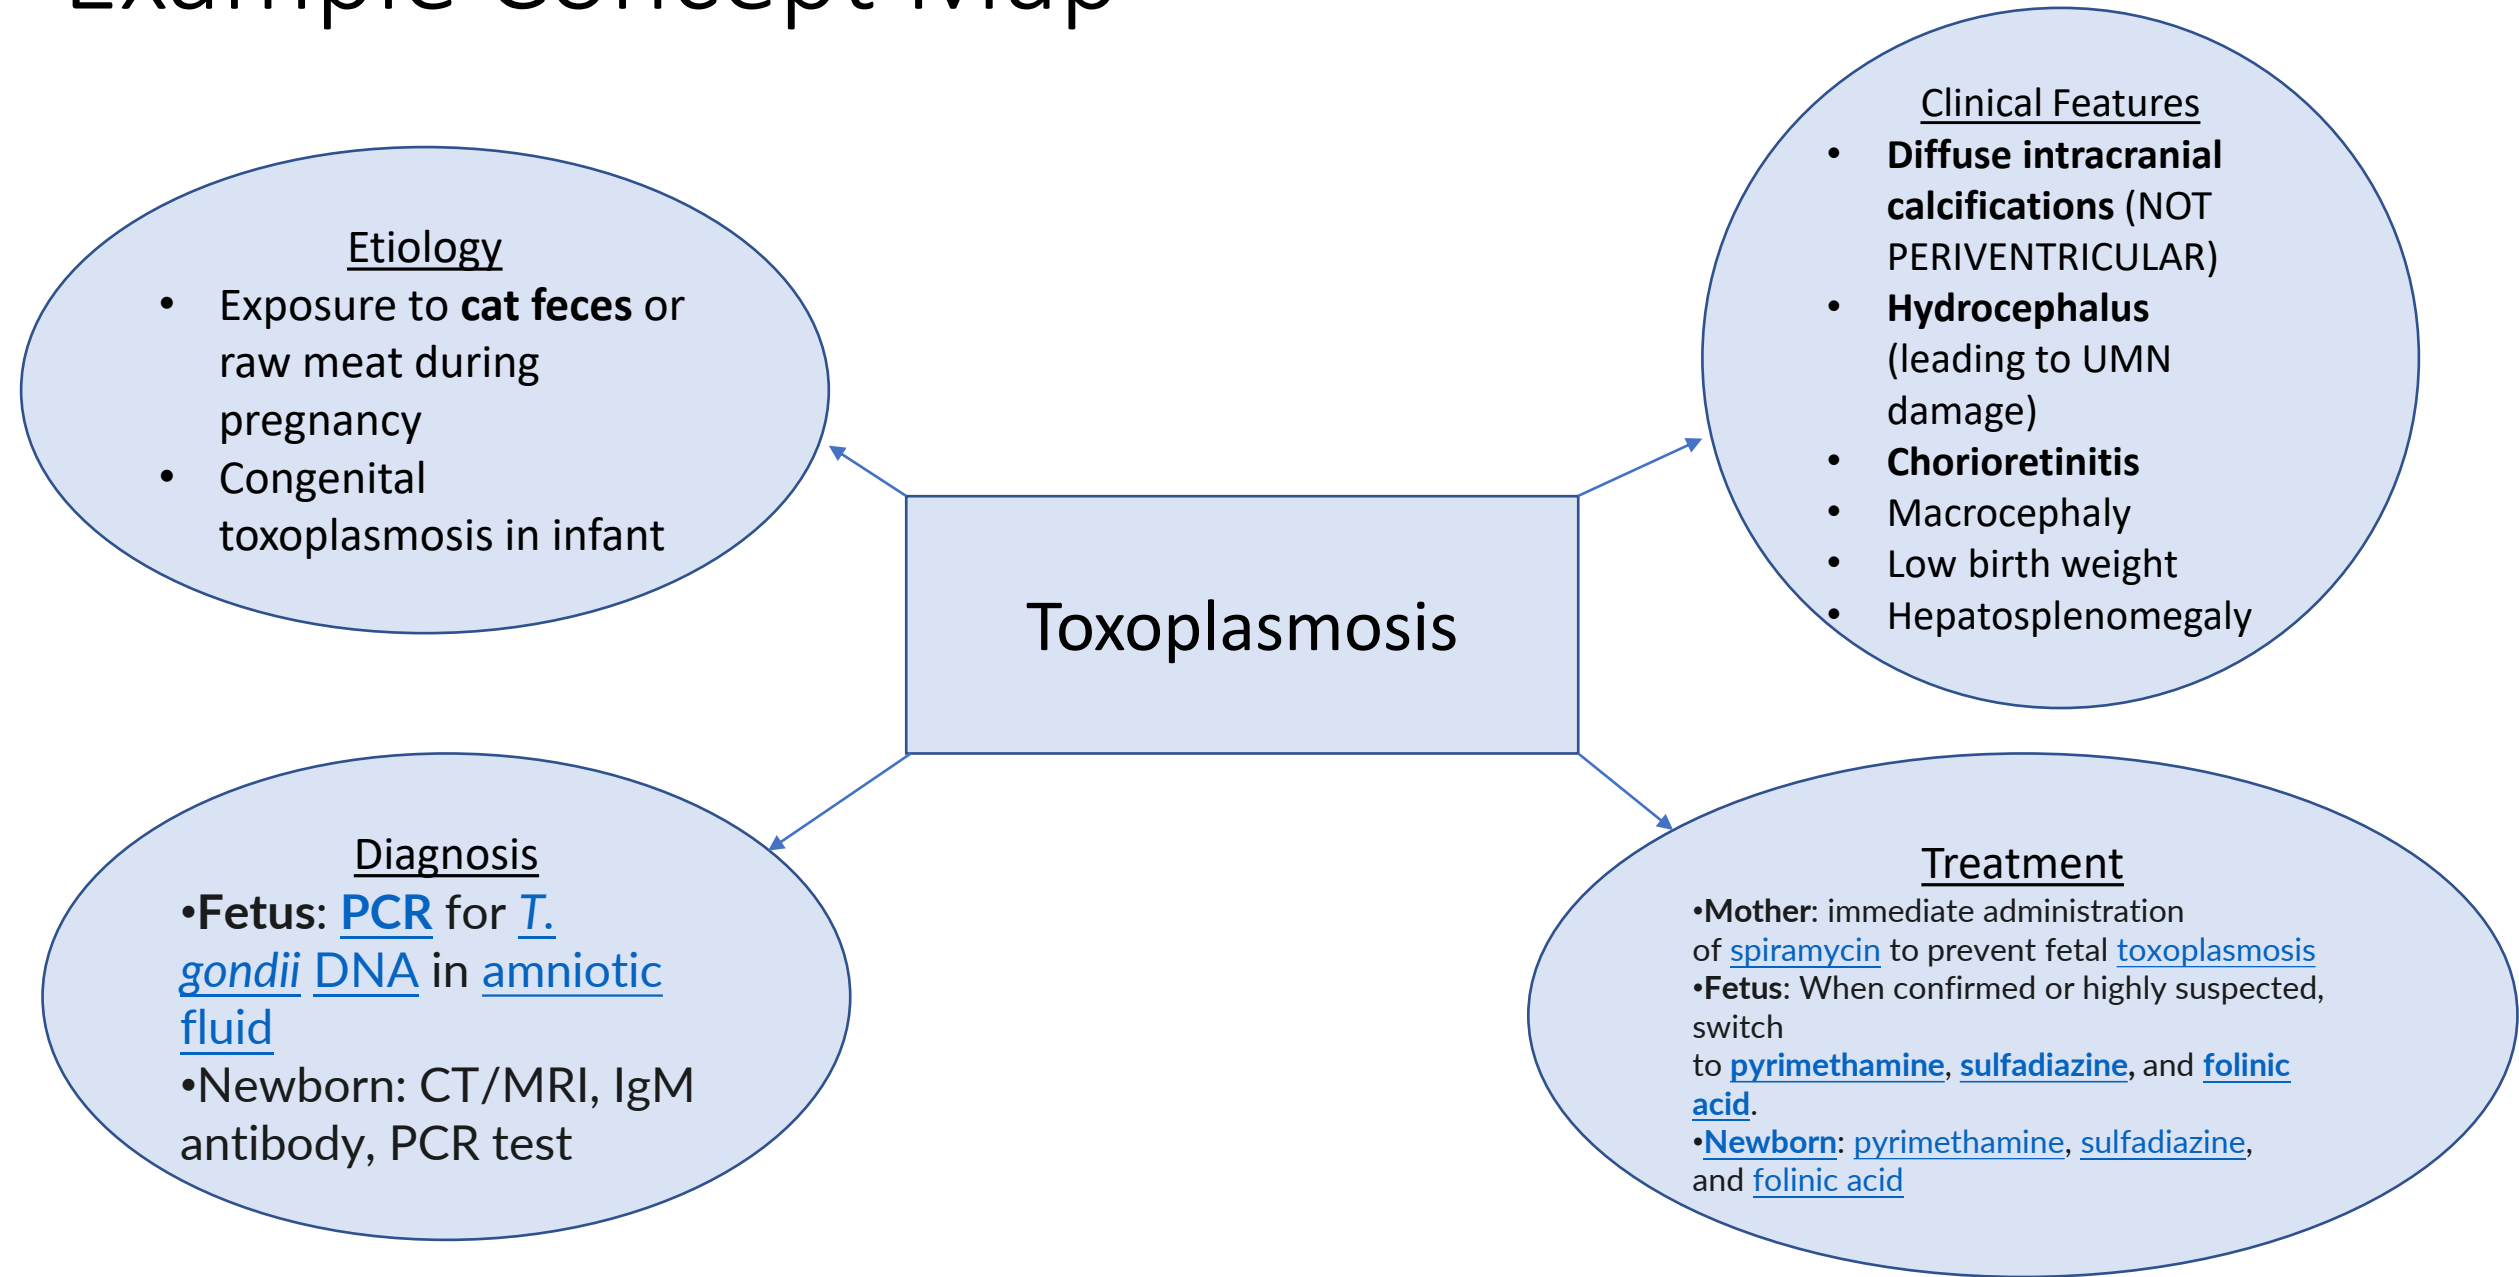 Example Concept Map
Etiology
• Exposure to cat feces or
raw meat during
pregnancy
• Congenital
toxoplasmosis in infant
Clinical Features
• Diffuse intracranial
calcifications (NOT
PERIVENTRICULAR)
• Hydrocephalus
(leading to UMN
damage)
• Chorioretinitis
• Macrocephaly
• Low birth weight
• Hepatosplenomegaly
Toxoplasmosis
Diagnosis
•Fetus: PCR for T.
gondii DNA in amniotic
fluid
•Newborn: CT/MRI, IgM
antibody, PCR test
Treatment
•Mother: immediate administration
of spiramycin to prevent fetal toxoplasmosis
•Fetus: When confirmed or highly suspected,
switch
to pyrimethamine, sulfadiazine, and folinic
acid.
•Newborn: pyrimethamine, sulfadiazine,
and folinic acid